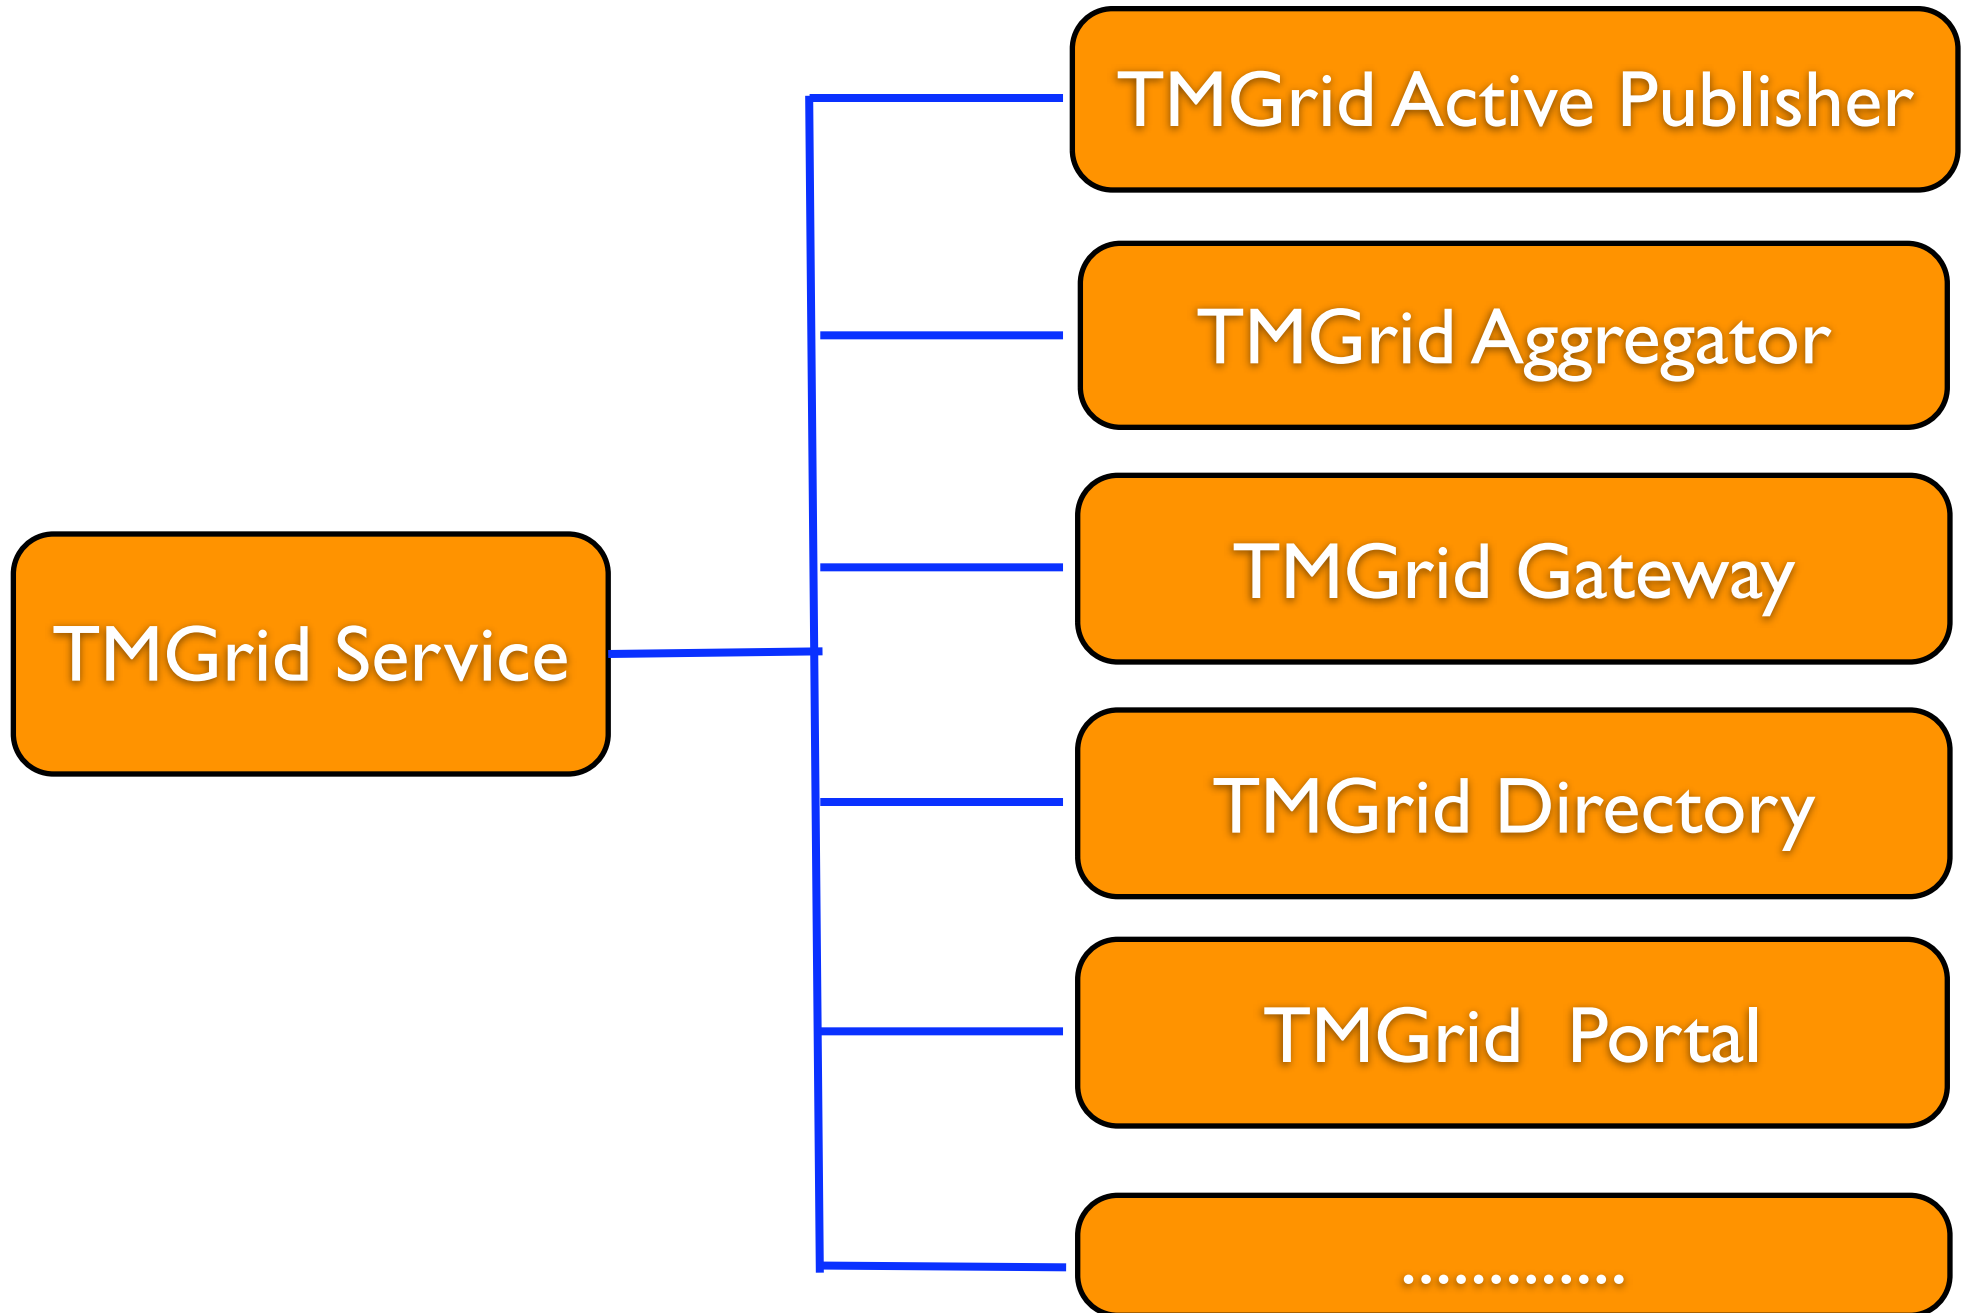 TMGrid Active Publisher
TMGrid Aggregator
TMGrid Gateway
TMGrid Service
TMGrid Directory
TMGrid Portal
.............